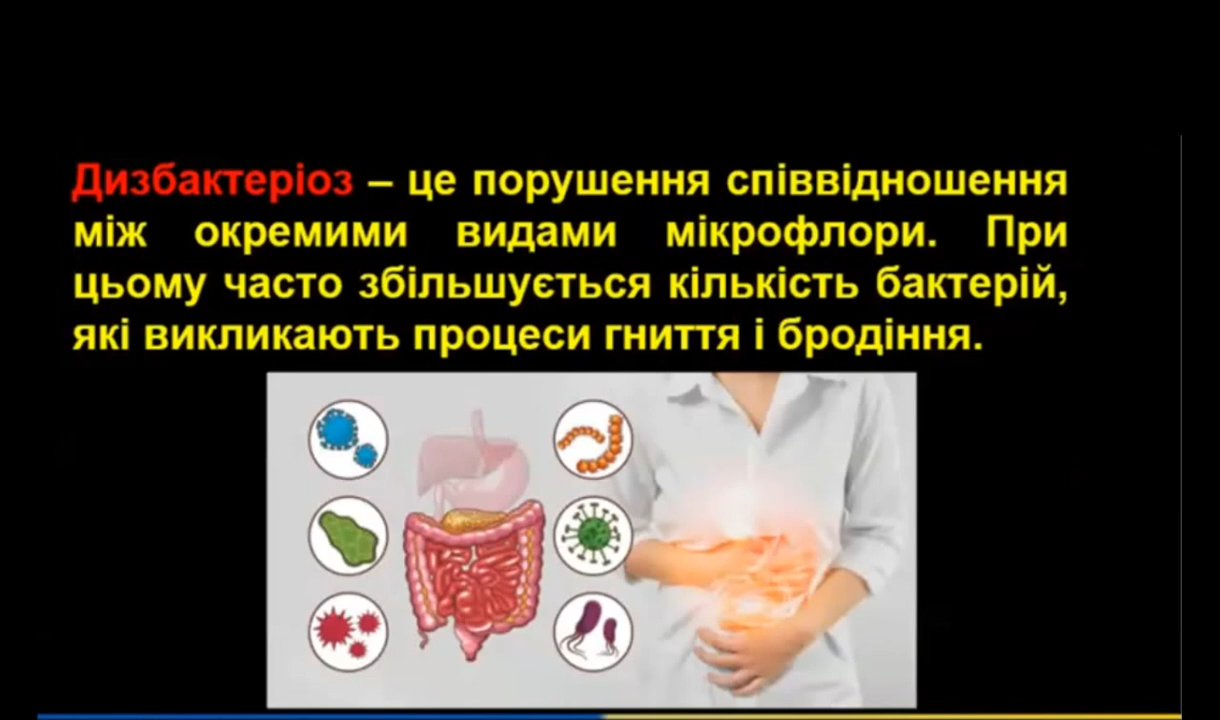 Дизбактеріоз – це порушення співвідношення
між окремими видами мікрофлори. При
цьому часто збільшується кількість бактерій,
які викликають процеси гниття і бродіння.